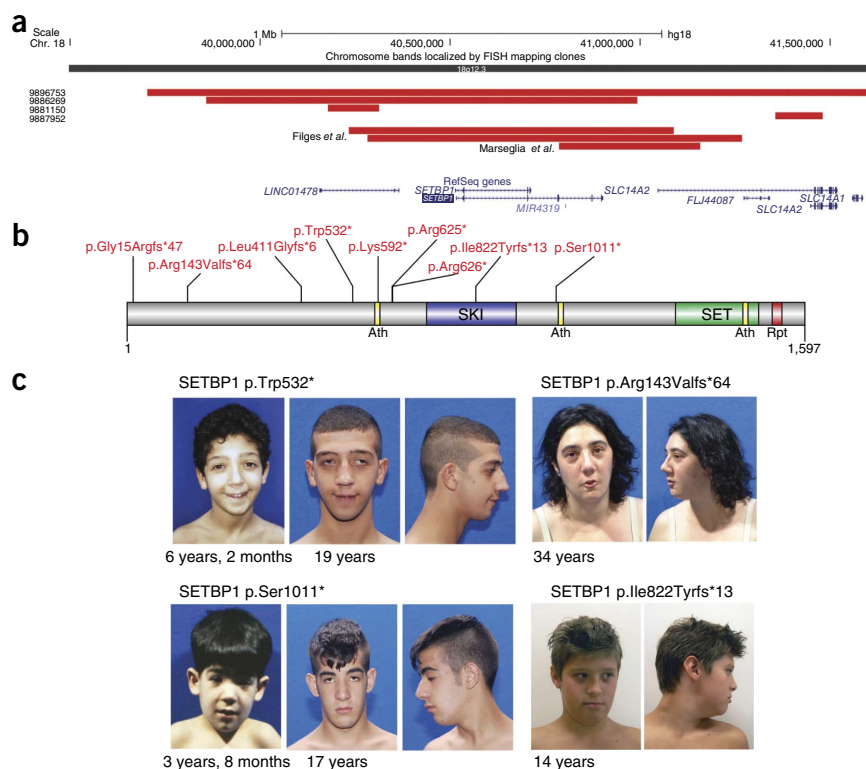 a
Scale 1 Mb hg18
Chr. 18 40,000,000 40,500,000 41,000,000 41,500,000
Chromosome bands localized by FISH mapping clones
18q12.3
9896753
9886269
9881150
9887952
Filges et al.
Marseglia et al.
RefSeq genes
LINC01478 SETBP1 SLC14A2 SLC14A1
SETBP1 FLJ44087
MIR4319 SLC14A2
b
p.Trp532* p.Arg625*
p.Gly15Argfs*47 p.Leu411Glyfs*6 p.Lys592* p.Ile822Tyrfs*13 p.Ser1011*
p.Arg143Valfs*64 p.Arg626*
SKI SET
Ath Ath Ath Rpt
1 1,597
c
SETBP1 p.Trp532* SETBP1 p.Arg143Valfs*64
6 years, 2 months 19 years 34 years
SETBP1 p.Ser1011* SETBP1 p.Ile822Tyrfs*13
3 years, 8 months 17 years 14 years